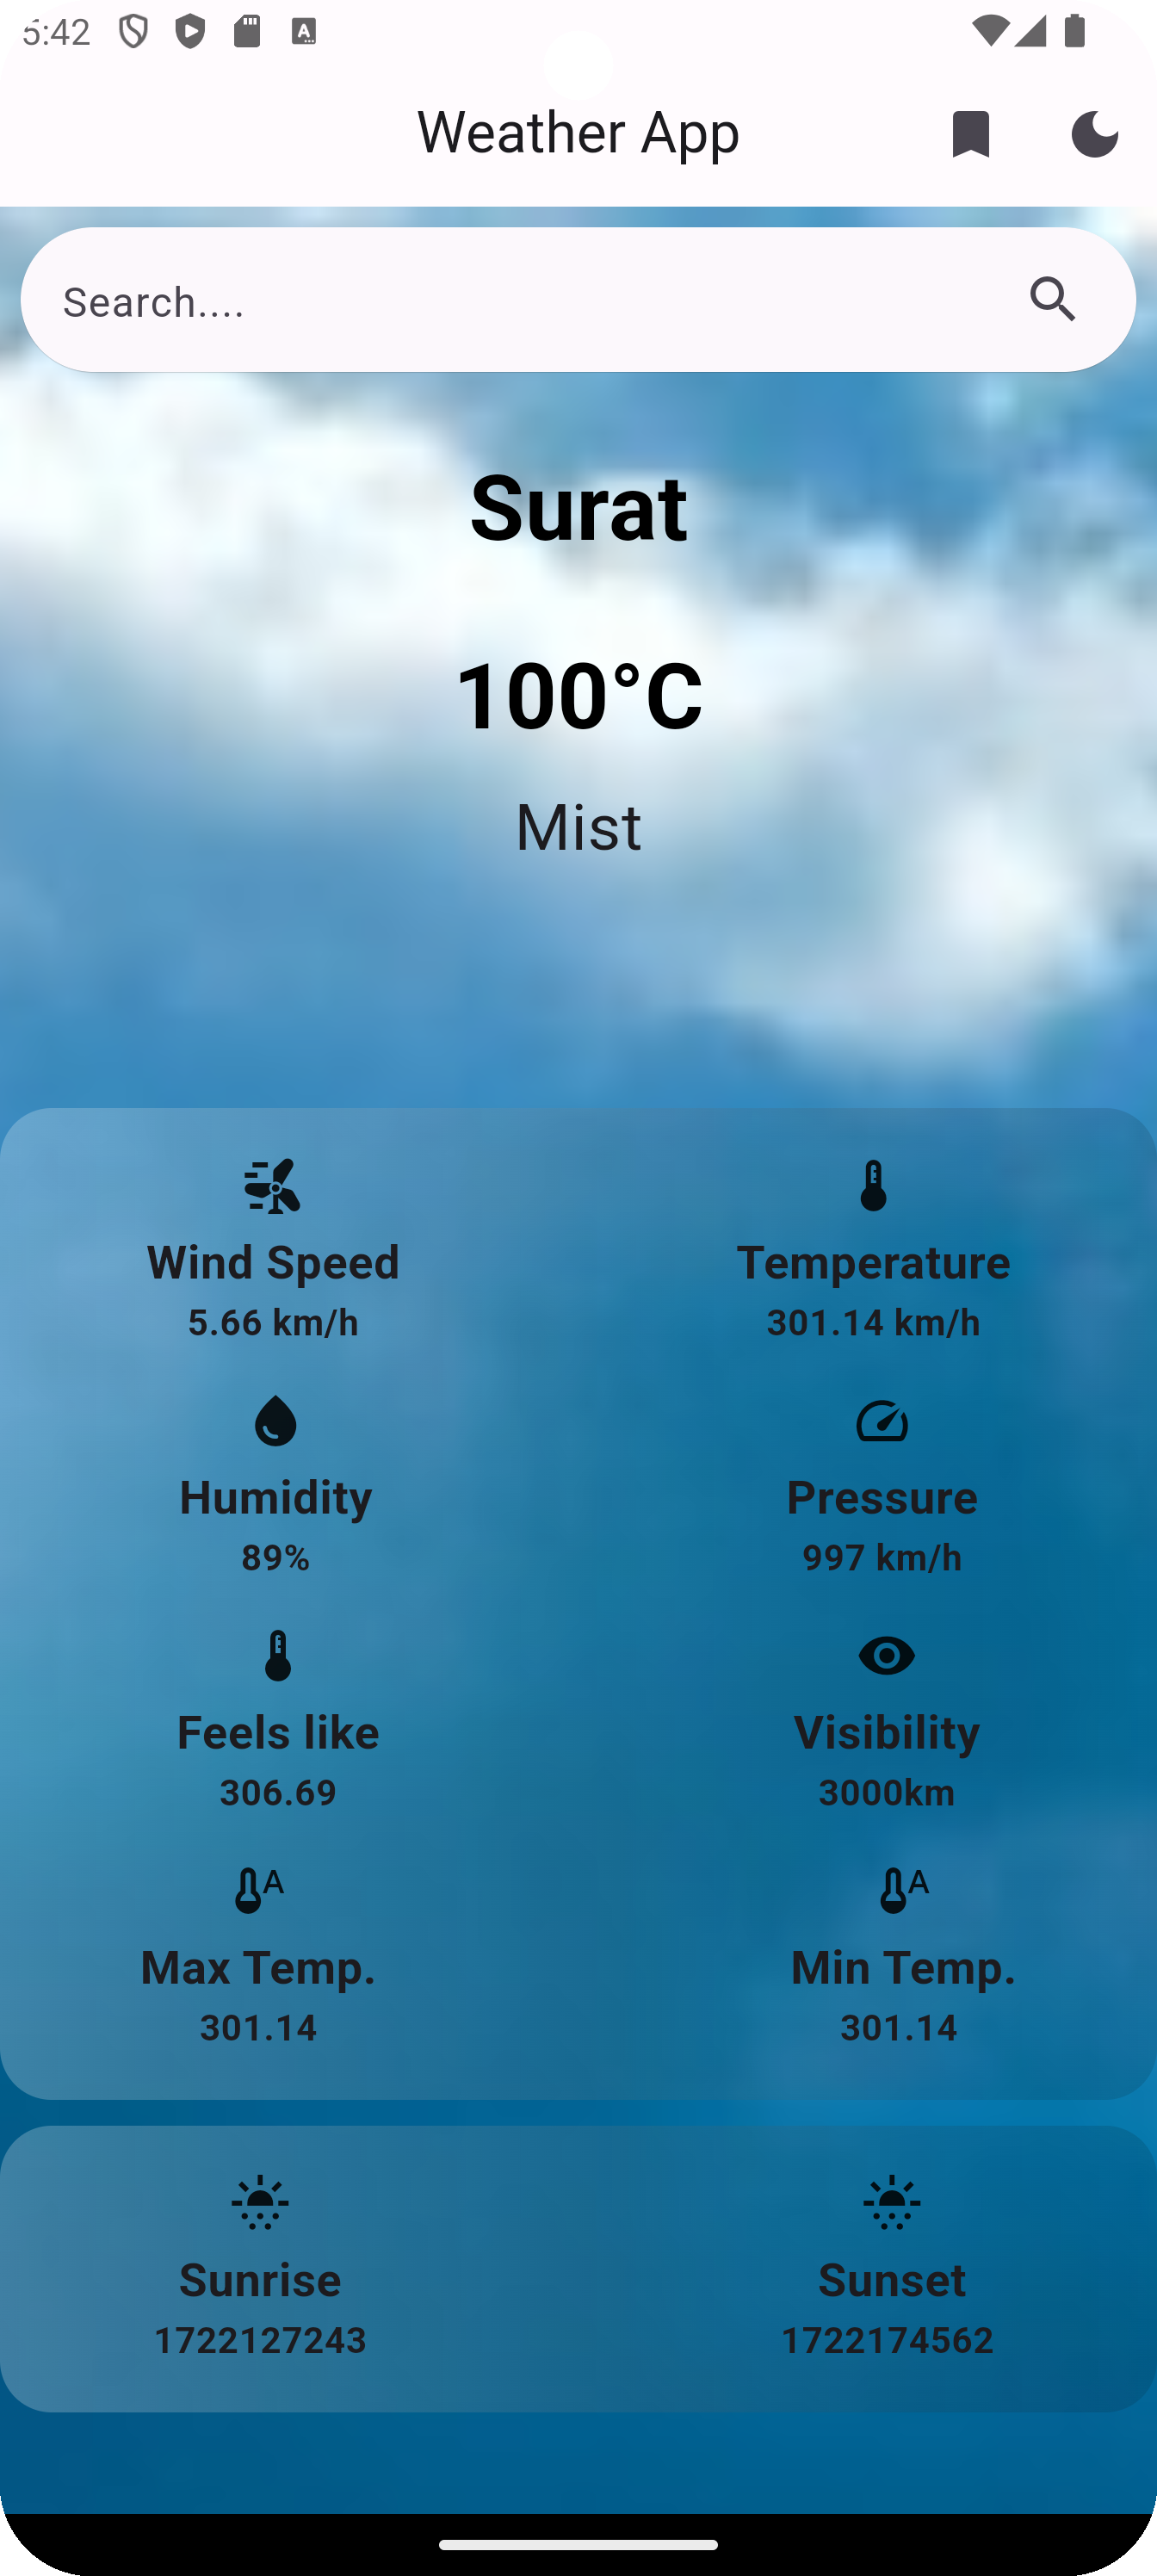 5:42
Weather App
Search....
Surat
100°C
Mist
Wind Speed Temperature
5.66 km/h 301.14 km/h
Humidity Pressure
89% 997 km/h
Feels like Visibility
306.69 3000km
A A
Max Temp. Min Temp.
301.14 301.14
Sunrise Sunset
1722127243 1722174562